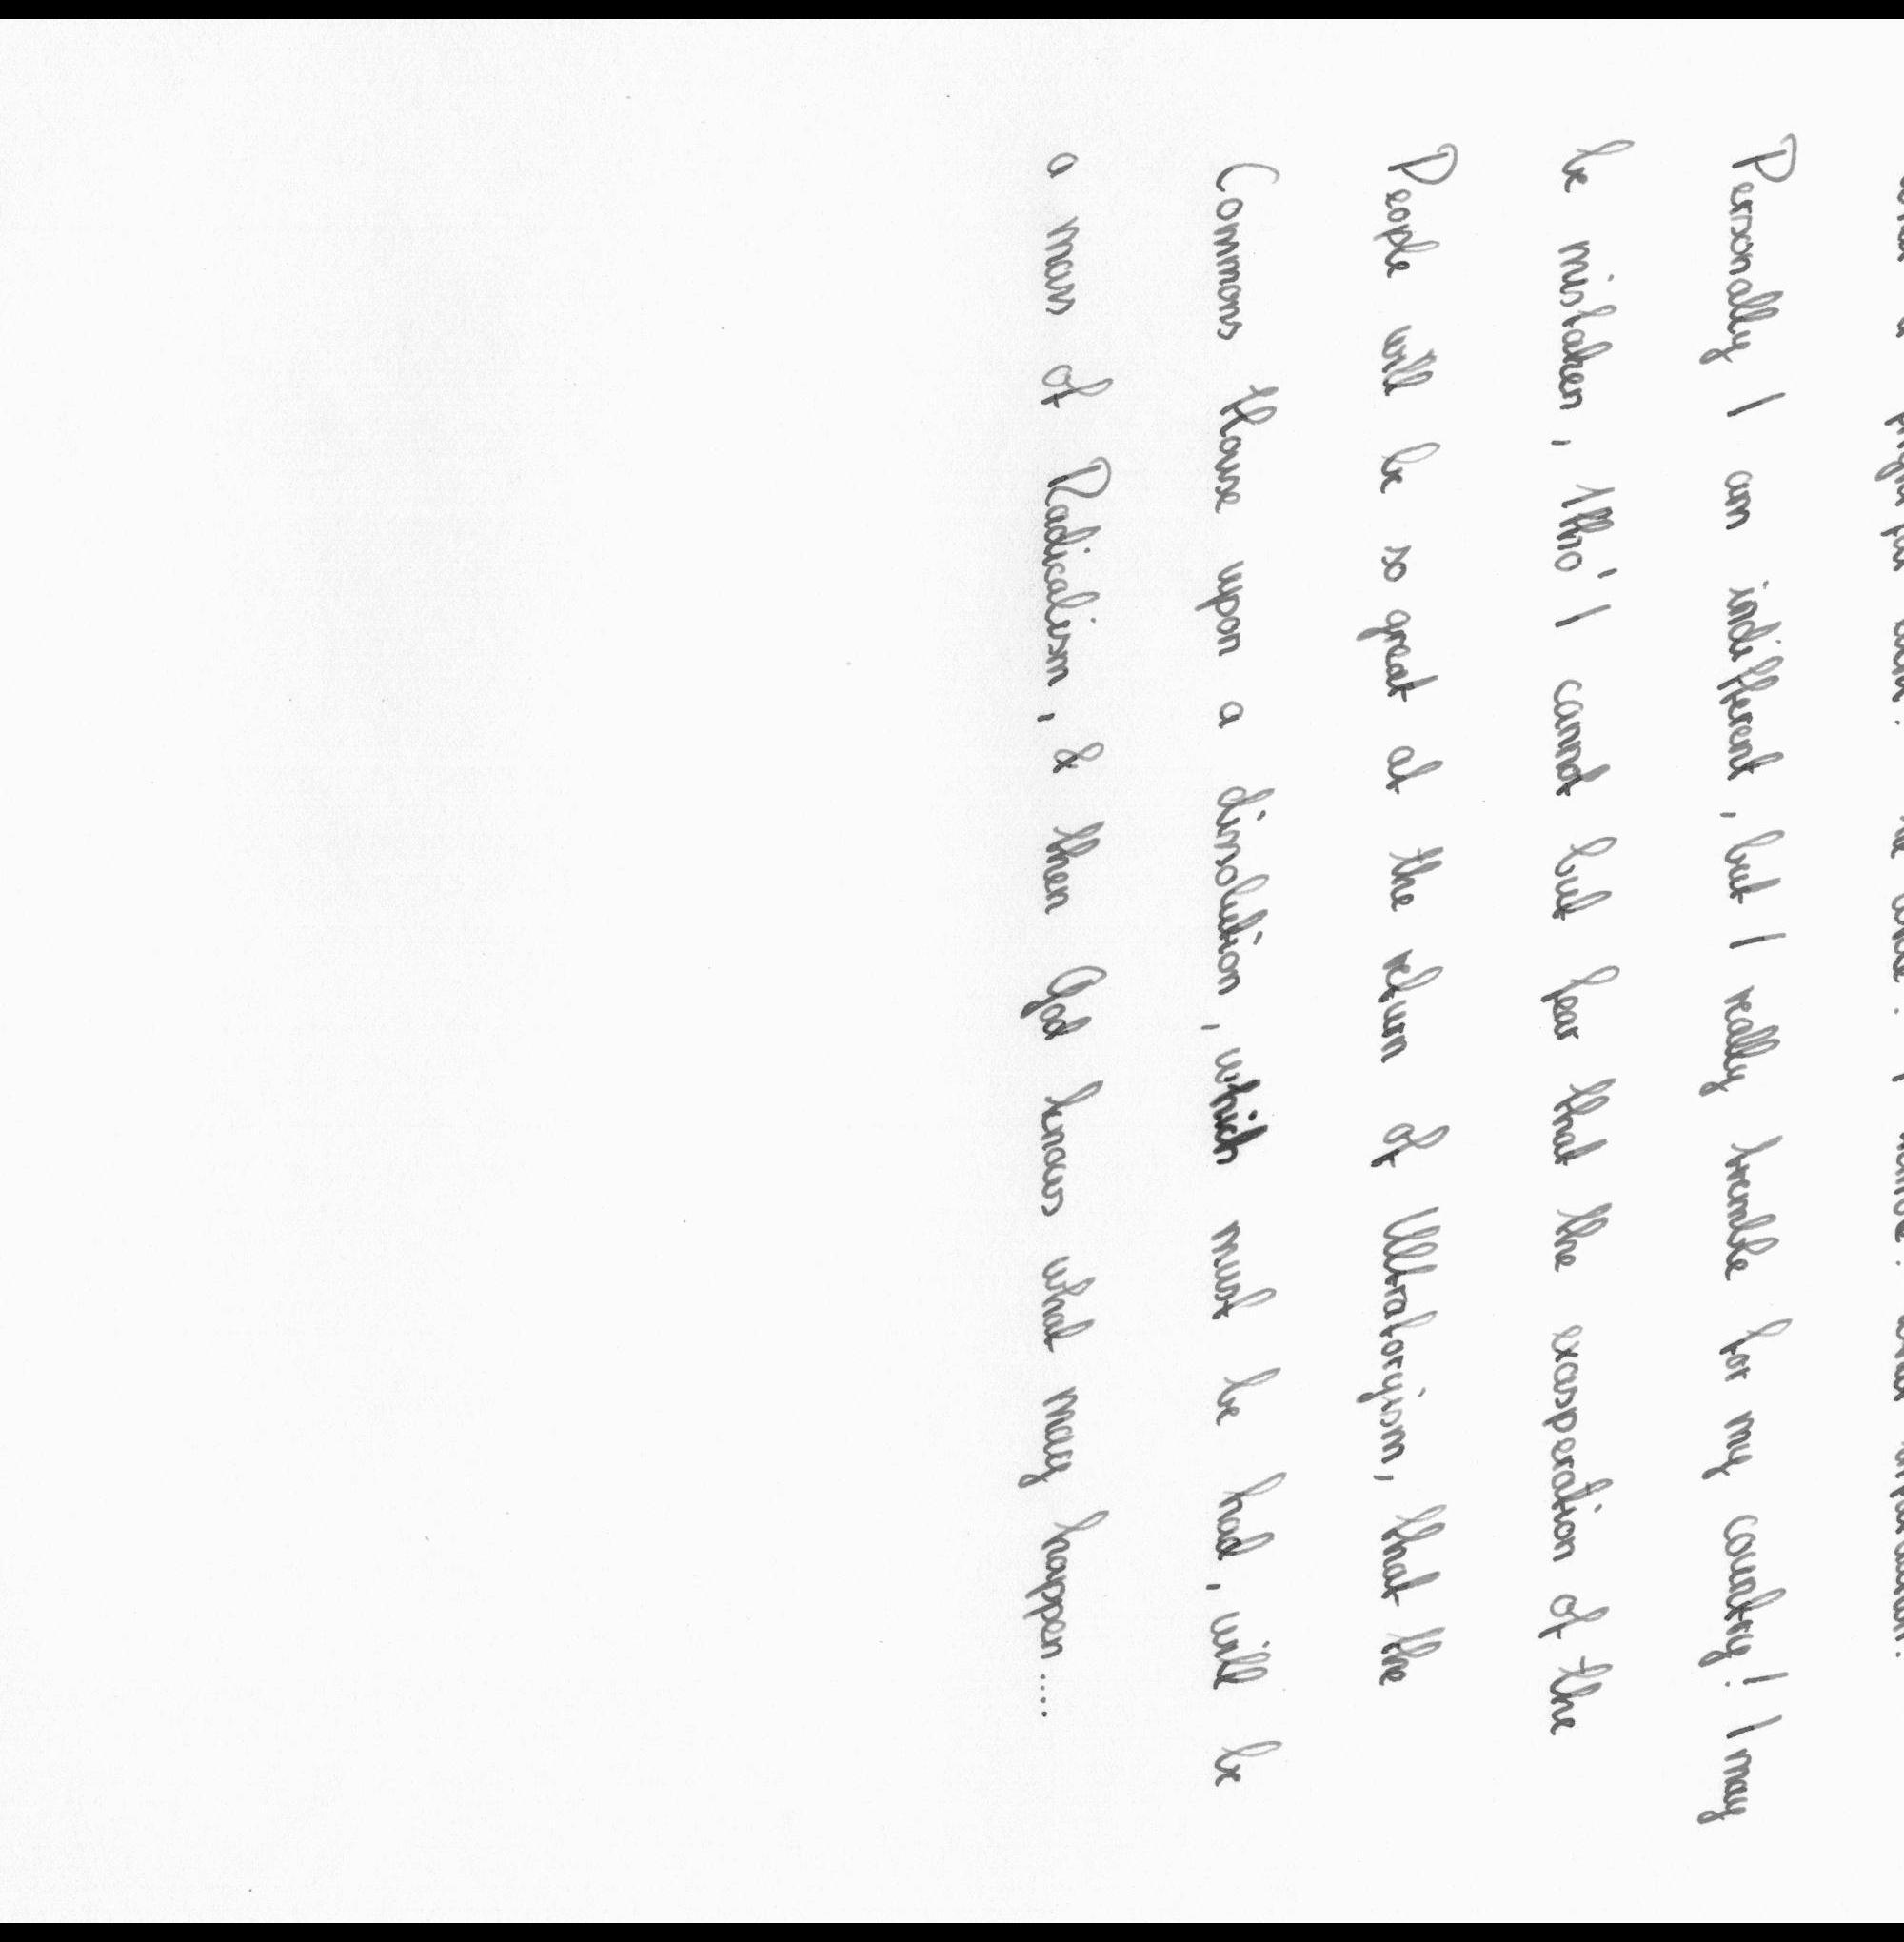 Personally I am indifferent, but I really tremble for my country! I may
be mistaken, tho' I cannot but fear that the exasperation of the
People will be so great at the return of Ultratoryism, that the
Commons House upon a dissolution, which must be had, will be
a mass of Radicalism, & then God knows what may happen....